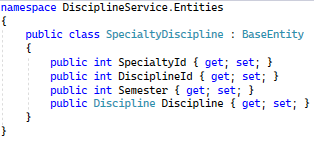 namespace DisciplineService.Entities
{
    public class SpecialtyDiscipline : BaseEntity
    {
        public int SpecialtyId { get; set; }
        public int DisciplineId { get; set; }
        public int Semester { get; set; }
        public Discipline Discipline { get; set; }
    }
}